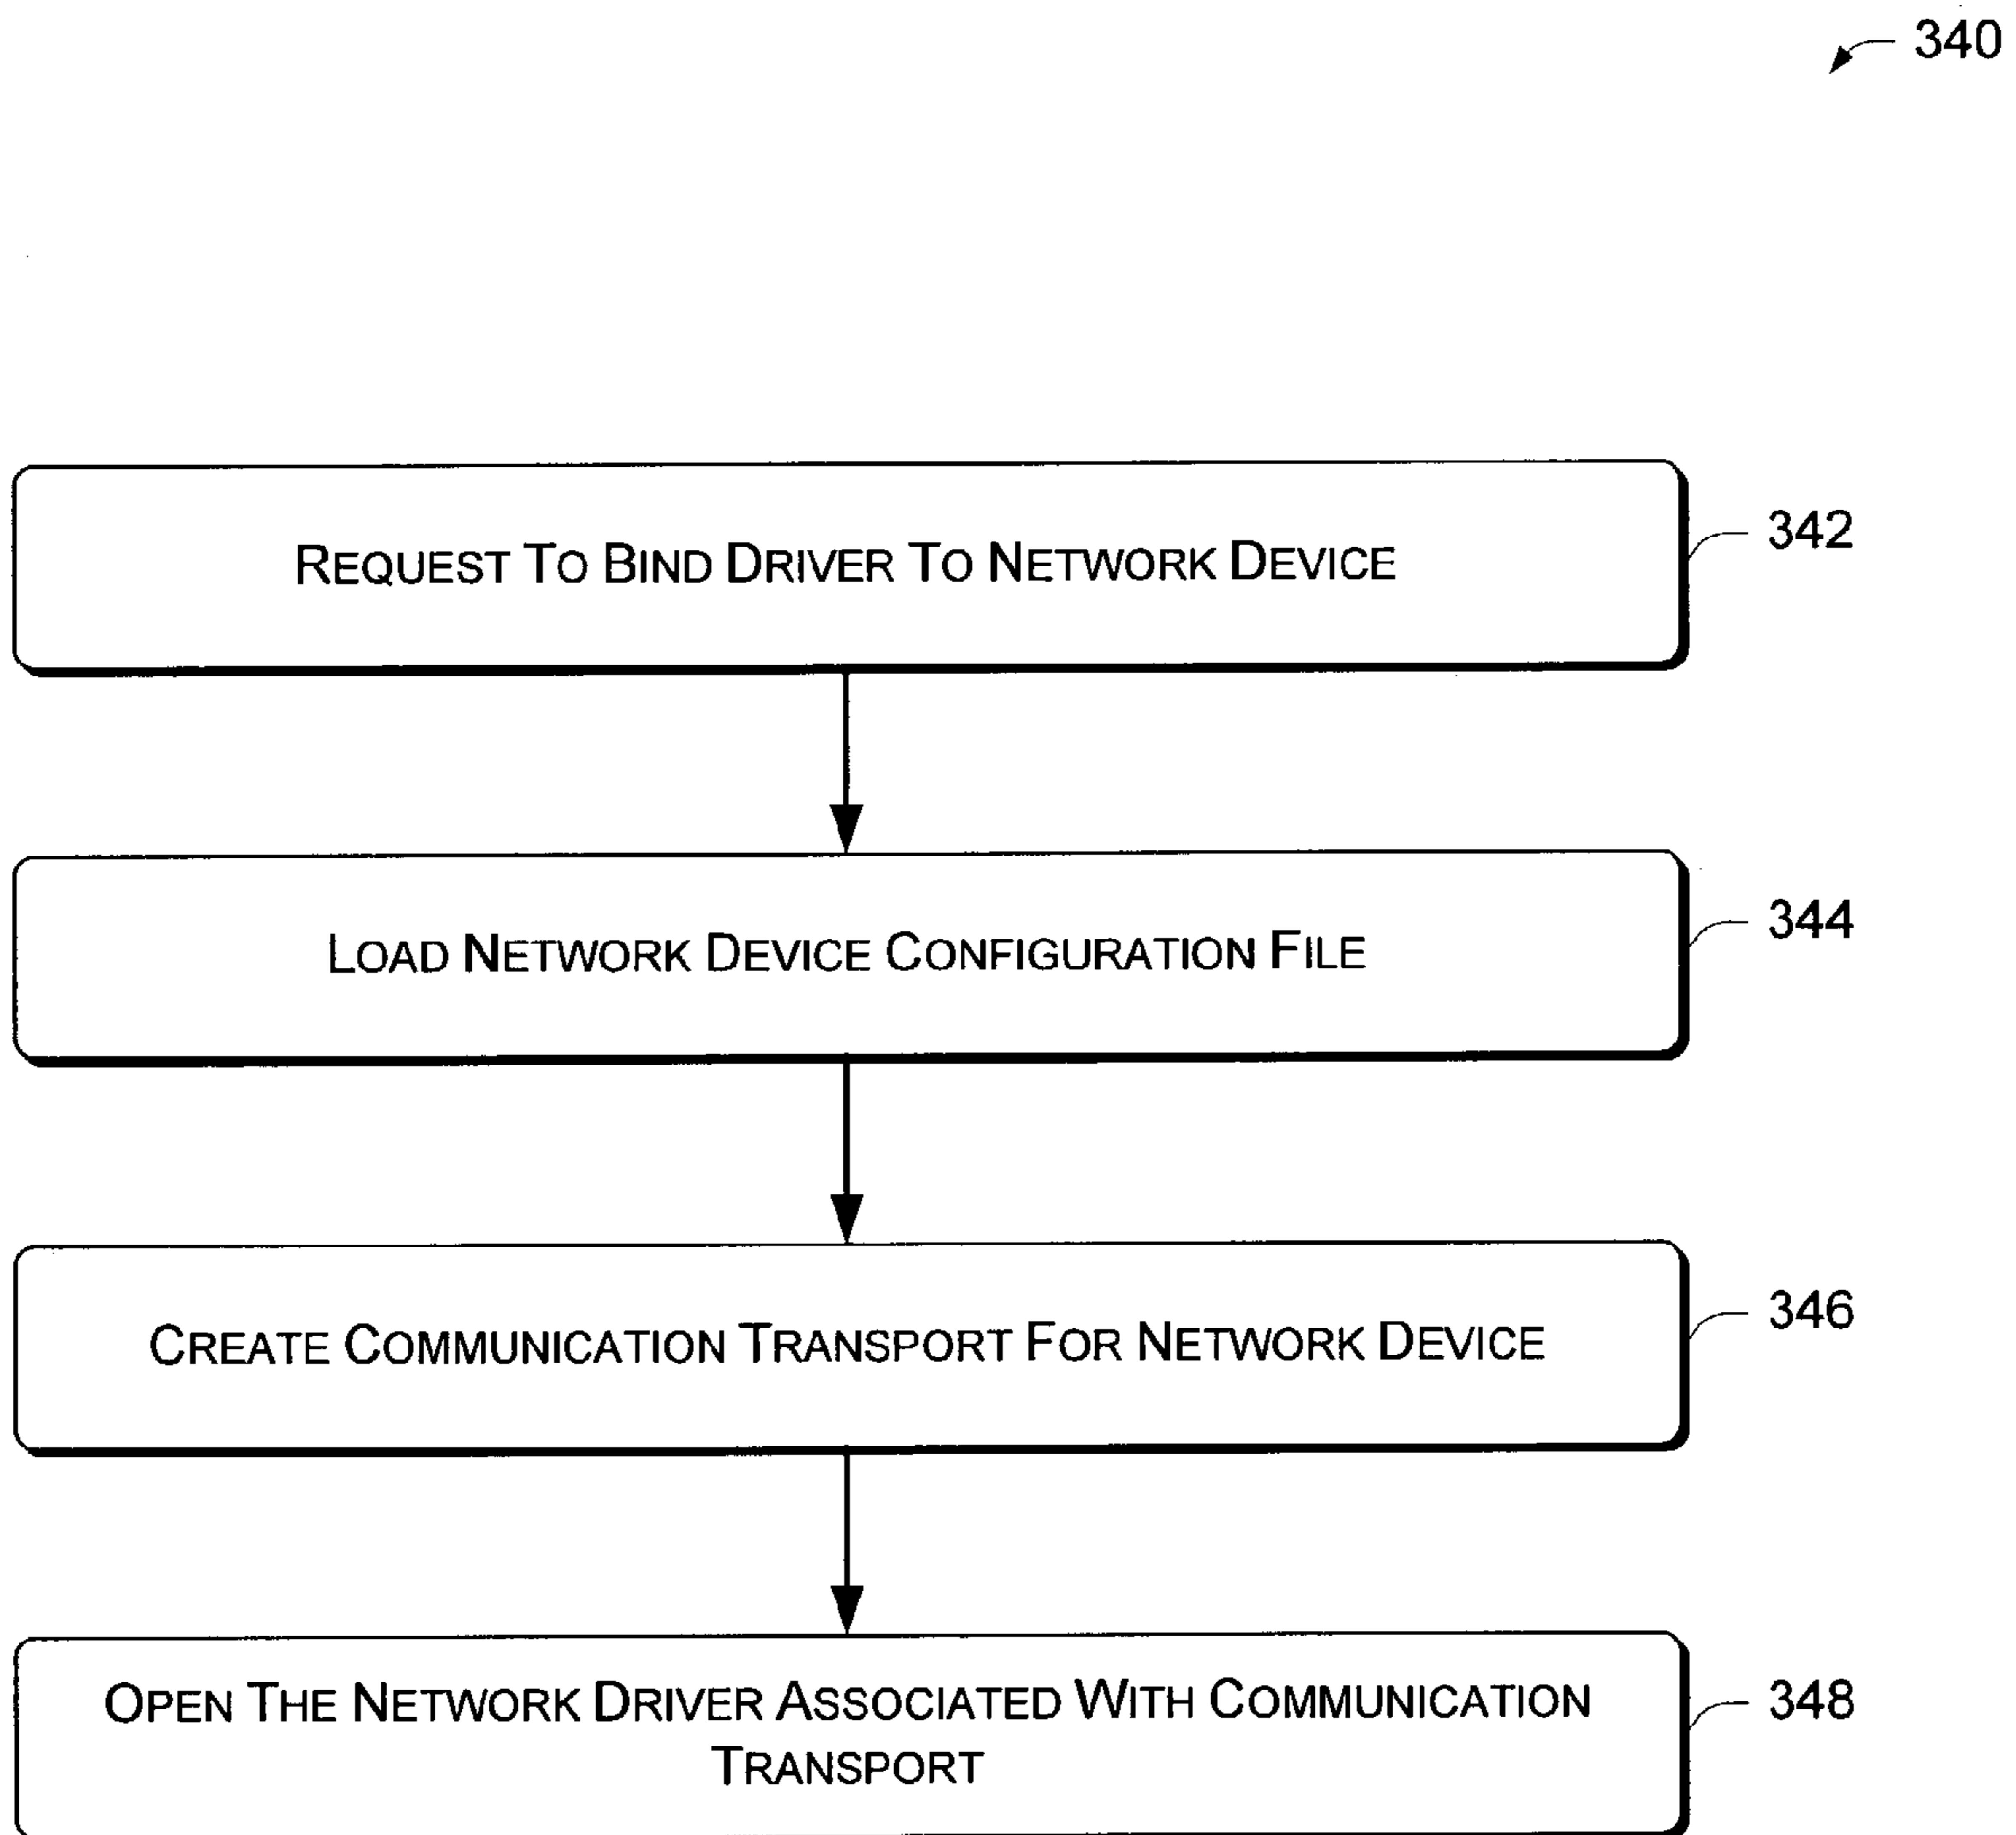 340
REQUEST TO BIND DRIVER TO NETWORK DEVICE
342
LOAD NETWORK DEVICE CONFIGURATION FILE
344
CREATE COMMUNICATION TRANSPORT FOR NETWORK DEVICE
346
OPEN THE NETWORK DRIVER ASSOCIATED WITH COMMUNICATION
TRANSPORT
348